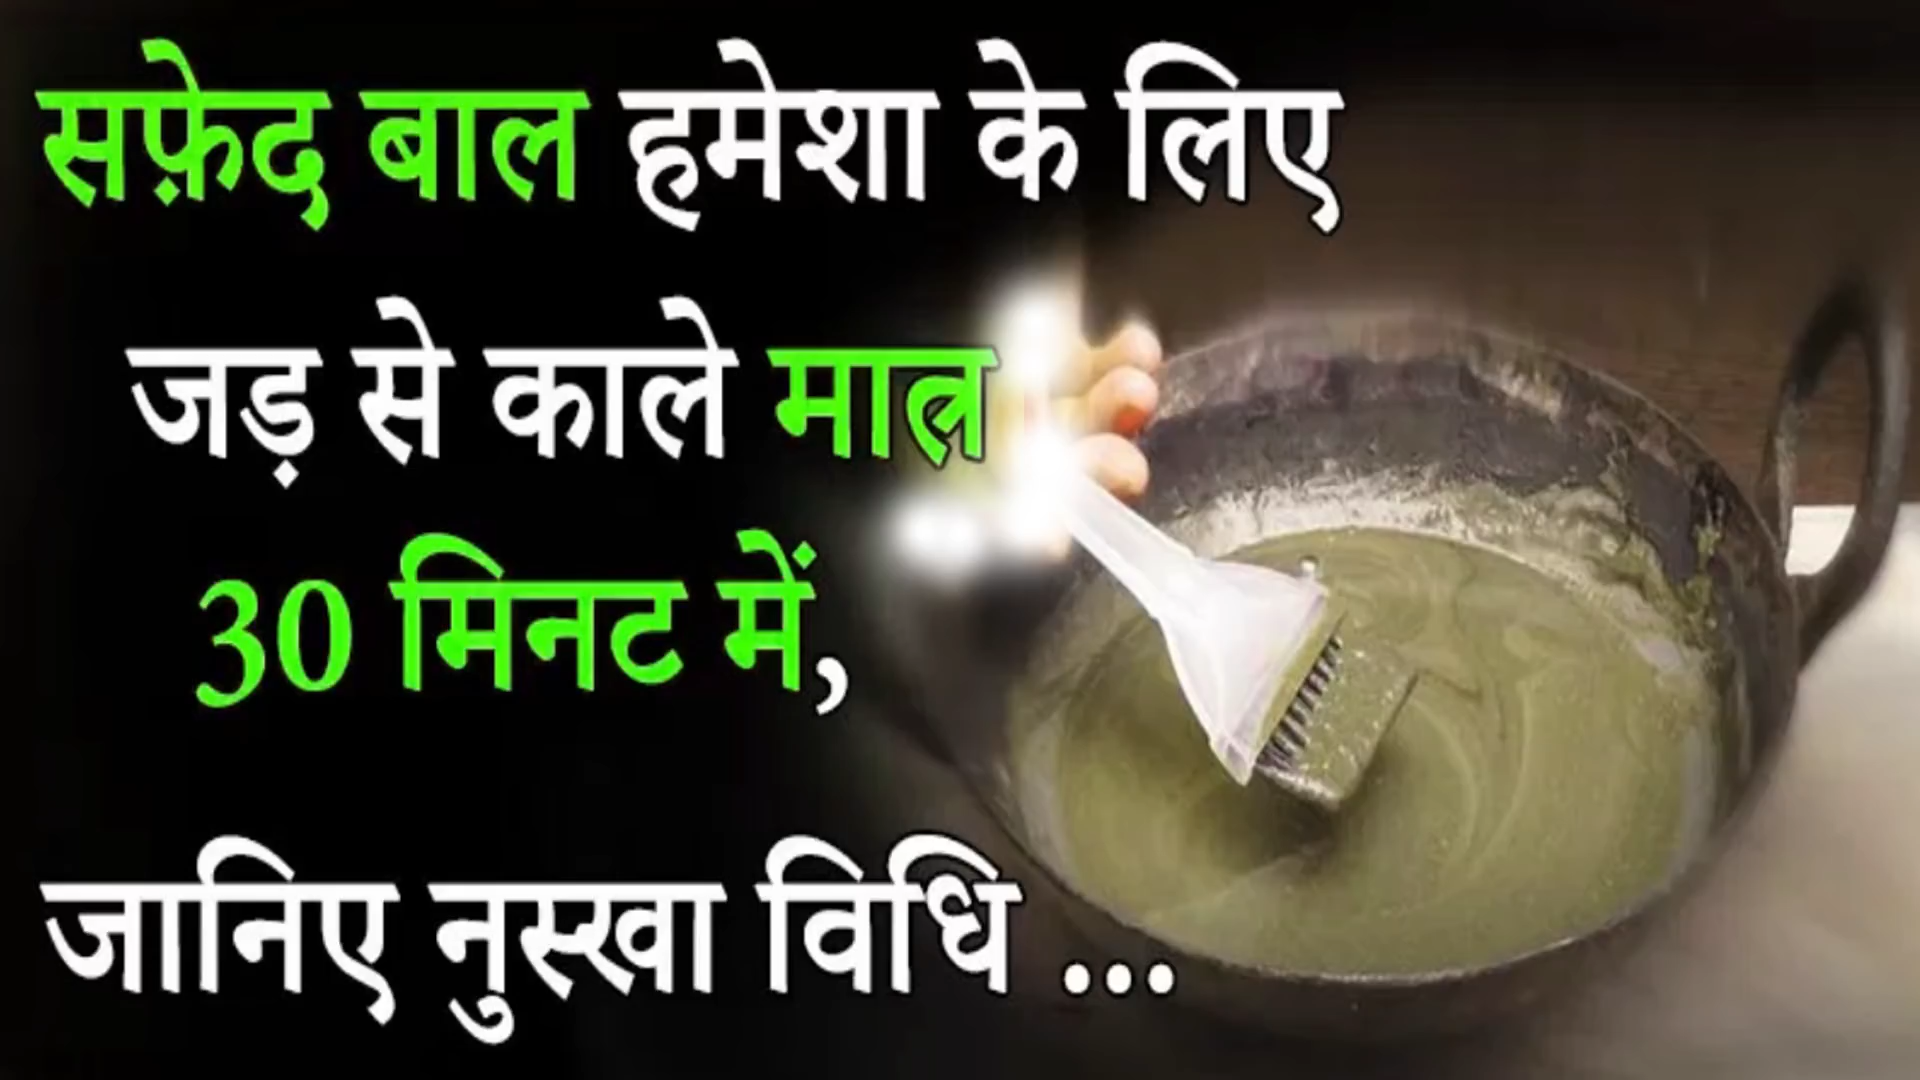 सफ़ेद बाल हमेशा के लिए
जड़ से काले मात्र
30 मिनट में,
जानिए नुस्खा विधि ...